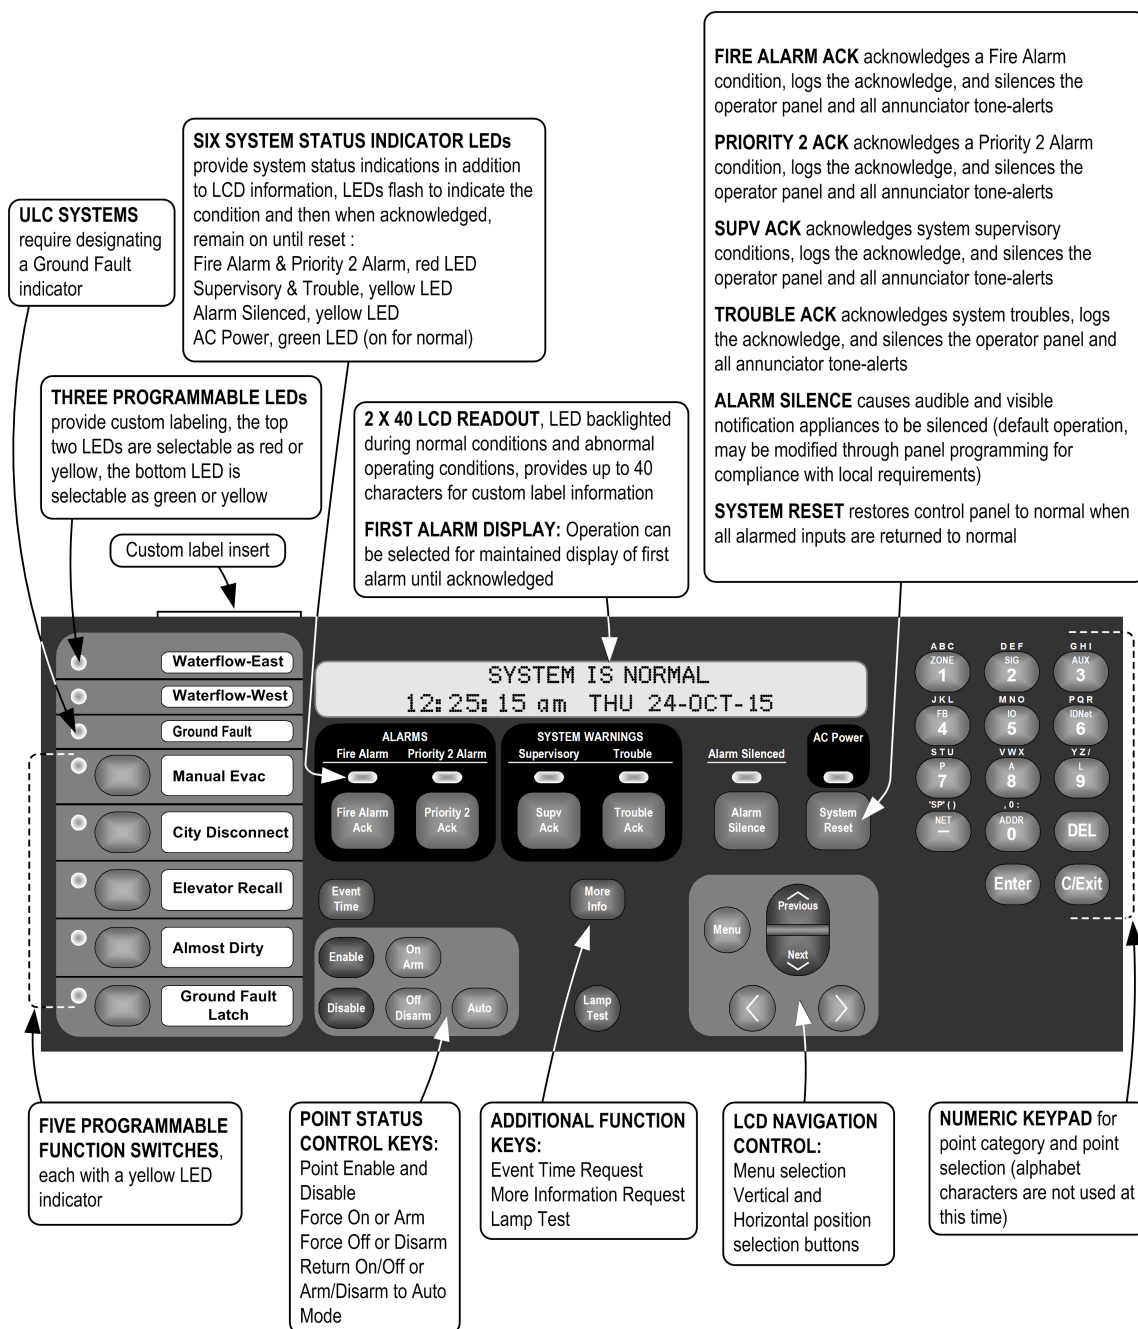 FIRE ALARM ACK acknowledges a Fire Alarm
condition, logs the acknowledge, and silences the
operator panel and all annunciator tone-alerts
PRIORITY 2 ACK acknowledges a Priority 2 Alarm
condition, logs the acknowledge, and silences the
operator panel and all annunciator tone-alerts
SUPV ACK acknowledges system supervisory
conditions, logs the acknowledge, and silences the
operator panel and all annunciator tone-alerts
TROUBLE ACK acknowledges system troubles, logs
the acknowledge, and silences the operator panel and
all annunciator tone-alerts
ALARM SILENCE causes audible and visible
notification appliances to be silenced (default operation,
may be modified through panel programming for
compliance with local requirements)
SYSTEM RESET restores control panel to normal when
all alarmed inputs are returned to normal
SIX SYSTEM STATUS INDICATOR LEDs
provide system status indications in addition
to LCD information, LEDs flash to indicate the
condition and then when acknowledged,
remain on until reset :
Fire Alarm & Priority 2 Alarm, red LED
Supervisory & Trouble, yellow LED
Alarm Silenced, yellow LED
AC Power, green LED (on for normal)
ULC SYSTEMS
require designating
a Ground Fault
indicator
THREE PROGRAMMABLE LEDs
provide custom labeling, the top
two LEDs are selectable as red or
yellow, the bottom LED is
selectable as green or yellow
2 X 40 LCD READOUT, LED backlighted
during normal conditions and abnormal
operating conditions, provides up to 40
characters for custom label information
FIRST ALARM DISPLAY: Operation can
be selected for maintained display of first
alarm until acknowledged
Custom label insert
Waterflow-East
Waterflow-West
Ground Fault
Manual Evac
City Disconnect
Elevator Recall
Almost Dirty
Ground Fault
Latch
SYSTEM IS NORMAL
12:25:15 am THU 24-OCT-15
ALARMS
Fire Alarm
Priority 2 Alarm
Fire Alarm
Ack
Priority 2
Ack
SYSTEM WARNINGS
Supervisory
Trouble
Supv
Ack
Trouble
Ack
Alarm Silenced
Alarm
Silence
AC Power
System
Reset
Event
Time
More
Info
Enable
On
Arm
Disable
Off
Disarm
Auto
Lamp
Test
Menu
Previous
Next
A B C
ZONE
1
D E F
SIG
2
G H I
AUX
3
J K L
FB
4
M N O
IO
5
P Q R
IDNet
6
S T U
P
7
V W X
A
8
Y Z /
L
9
'SP' ( )
NET
–
, 0 :
ADDR
0
DEL
Enter
C/Exit
FIVE PROGRAMMABLE
FUNCTION SWITCHES,
each with a yellow LED
indicator
POINT STATUS
CONTROL KEYS:
Point Enable and
Disable
Force On or Arm
Force Off or Disarm
Return On/Off or
Arm/Disarm to Auto
Mode
ADDITIONAL FUNCTION
KEYS:
Event Time Request
More Information Request
Lamp Test
LCD NAVIGATION
CONTROL:
Menu selection
Vertical and
Horizontal position
selection buttons
NUMERIC KEYPAD for
point category and point
selection (alphabet
characters are not used at
this time)